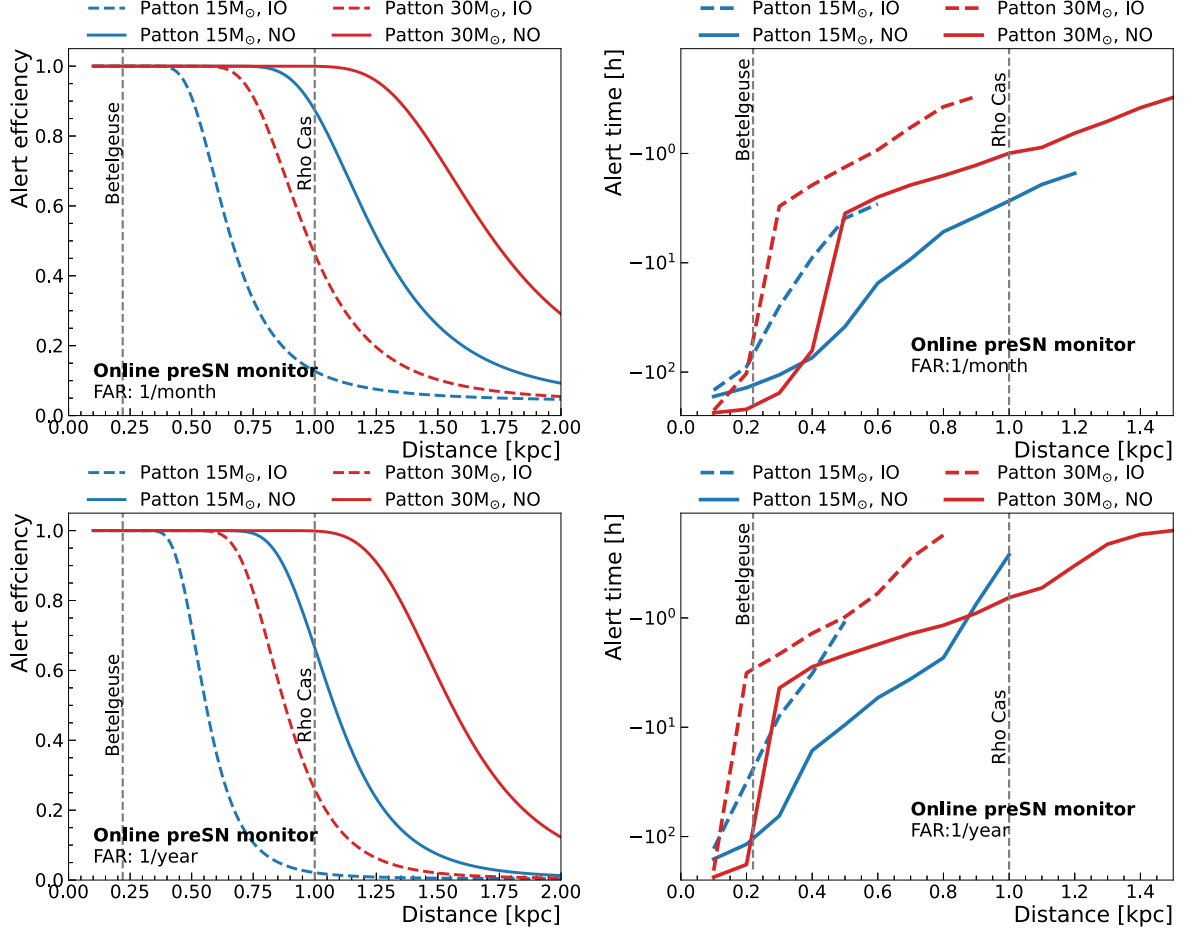 Patton 15M☉, IO
Patton 30M☉, IO
Patton 15M☉, NO
Patton 30M☉, NO
Alert effciency
1.0
0.8
0.6
0.4
0.2
0.0
Betelgeuse
Rho Cas
Online preSN monitor
FAR: 1/month
0.00 0.25 0.50 0.75 1.00 1.25 1.50 1.75 2.00
Distance [kpc]
Patton 15M☉, IO
Patton 30M☉, IO
Patton 15M☉, NO
Patton 30M☉, NO
Alert time [h]
−10⁰
−10¹
−10²
Betelgeuse
Rho Cas
Online preSN monitor
FAR:1/month
0.0 0.2 0.4 0.6 0.8 1.0 1.2 1.4
Distance [kpc]
Patton 15M☉, IO
Patton 30M☉, IO
Patton 15M☉, NO
Patton 30M☉, NO
Alert effciency
1.0
0.8
0.6
0.4
0.2
0.0
Betelgeuse
Rho Cas
Online preSN monitor
FAR: 1/year
0.00 0.25 0.50 0.75 1.00 1.25 1.50 1.75 2.00
Distance [kpc]
Patton 15M☉, IO
Patton 30M☉, IO
Patton 15M☉, NO
Patton 30M☉, NO
Alert time [h]
−10⁰
−10¹
−10²
Betelgeuse
Rho Cas
Online preSN monitor
FAR:1/year
0.0 0.2 0.4 0.6 0.8 1.0 1.2 1.4
Distance [kpc]